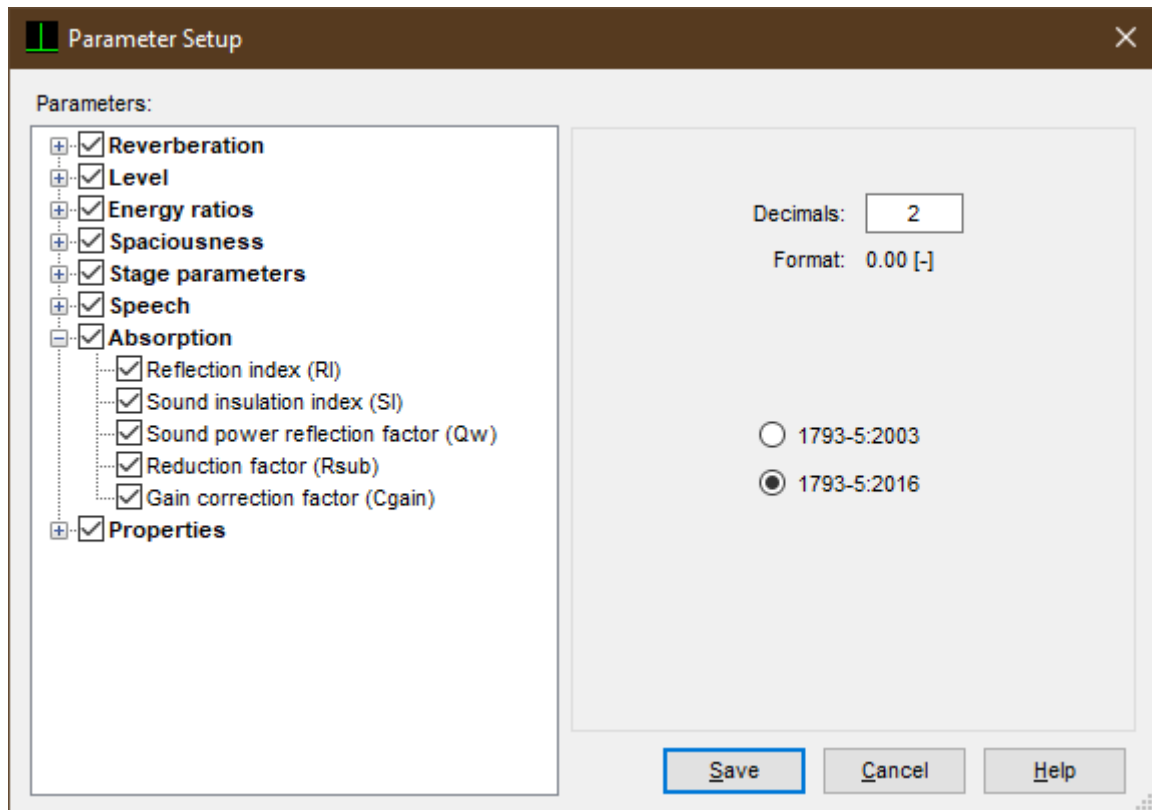 Parameter Setup
Parameters:
Reverberation
Level
Energy ratios
Spaciousness
Stage parameters
Speech
Absorption
Reflection index (RI)
Sound insulation index (SI)
Sound power reflection factor (Qw)
Reduction factor (Rsub)
Gain correction factor (Cgain)
Properties
Decimals: 2
Format: 0.00 [-]
1793-5:2003
1793-5:2016
Save Cancel Help